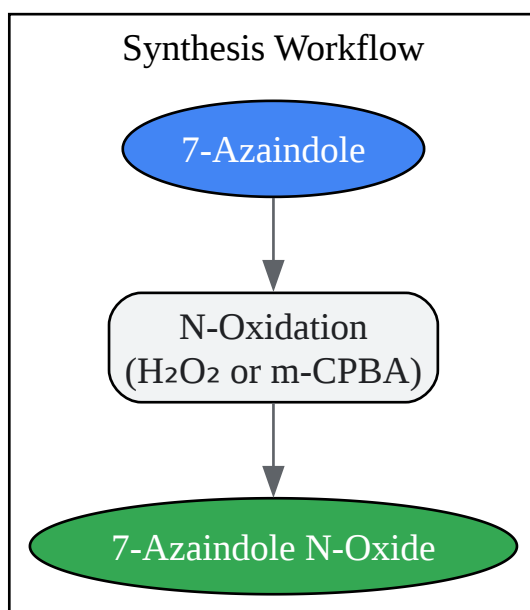 Synthesis Workflow
7-Azaindole
N-Oxidation
(H₂O₂ or m-CPBA)
7-Azaindole N-Oxide